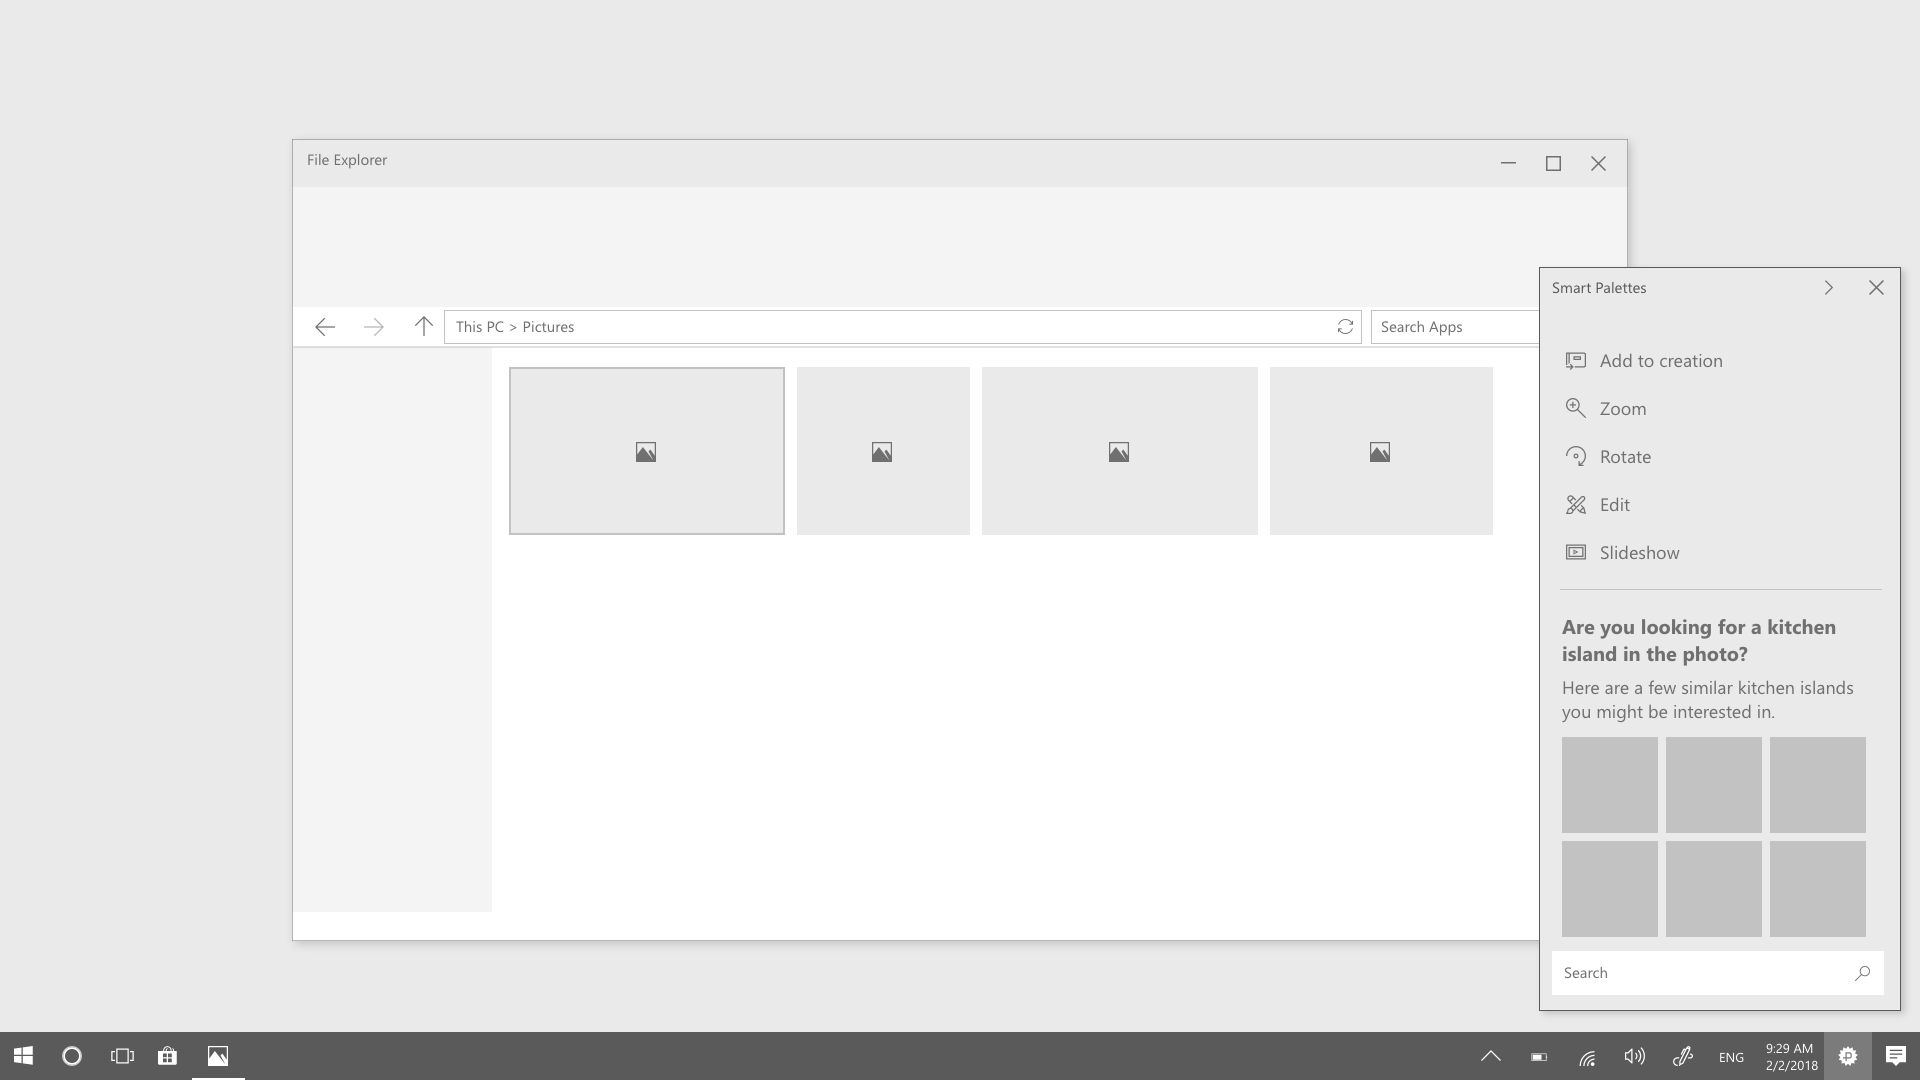 File Explorer
This PC > Pictures
Search Apps
Smart Palettes
Add to creation
Zoom
Rotate
Edit
Slideshow
Are you looking for a kitchen
island in the photo?
Here are a few similar kitchen islands
you might be interested in.
Search
ENG
9:29 AM
2/2/2018